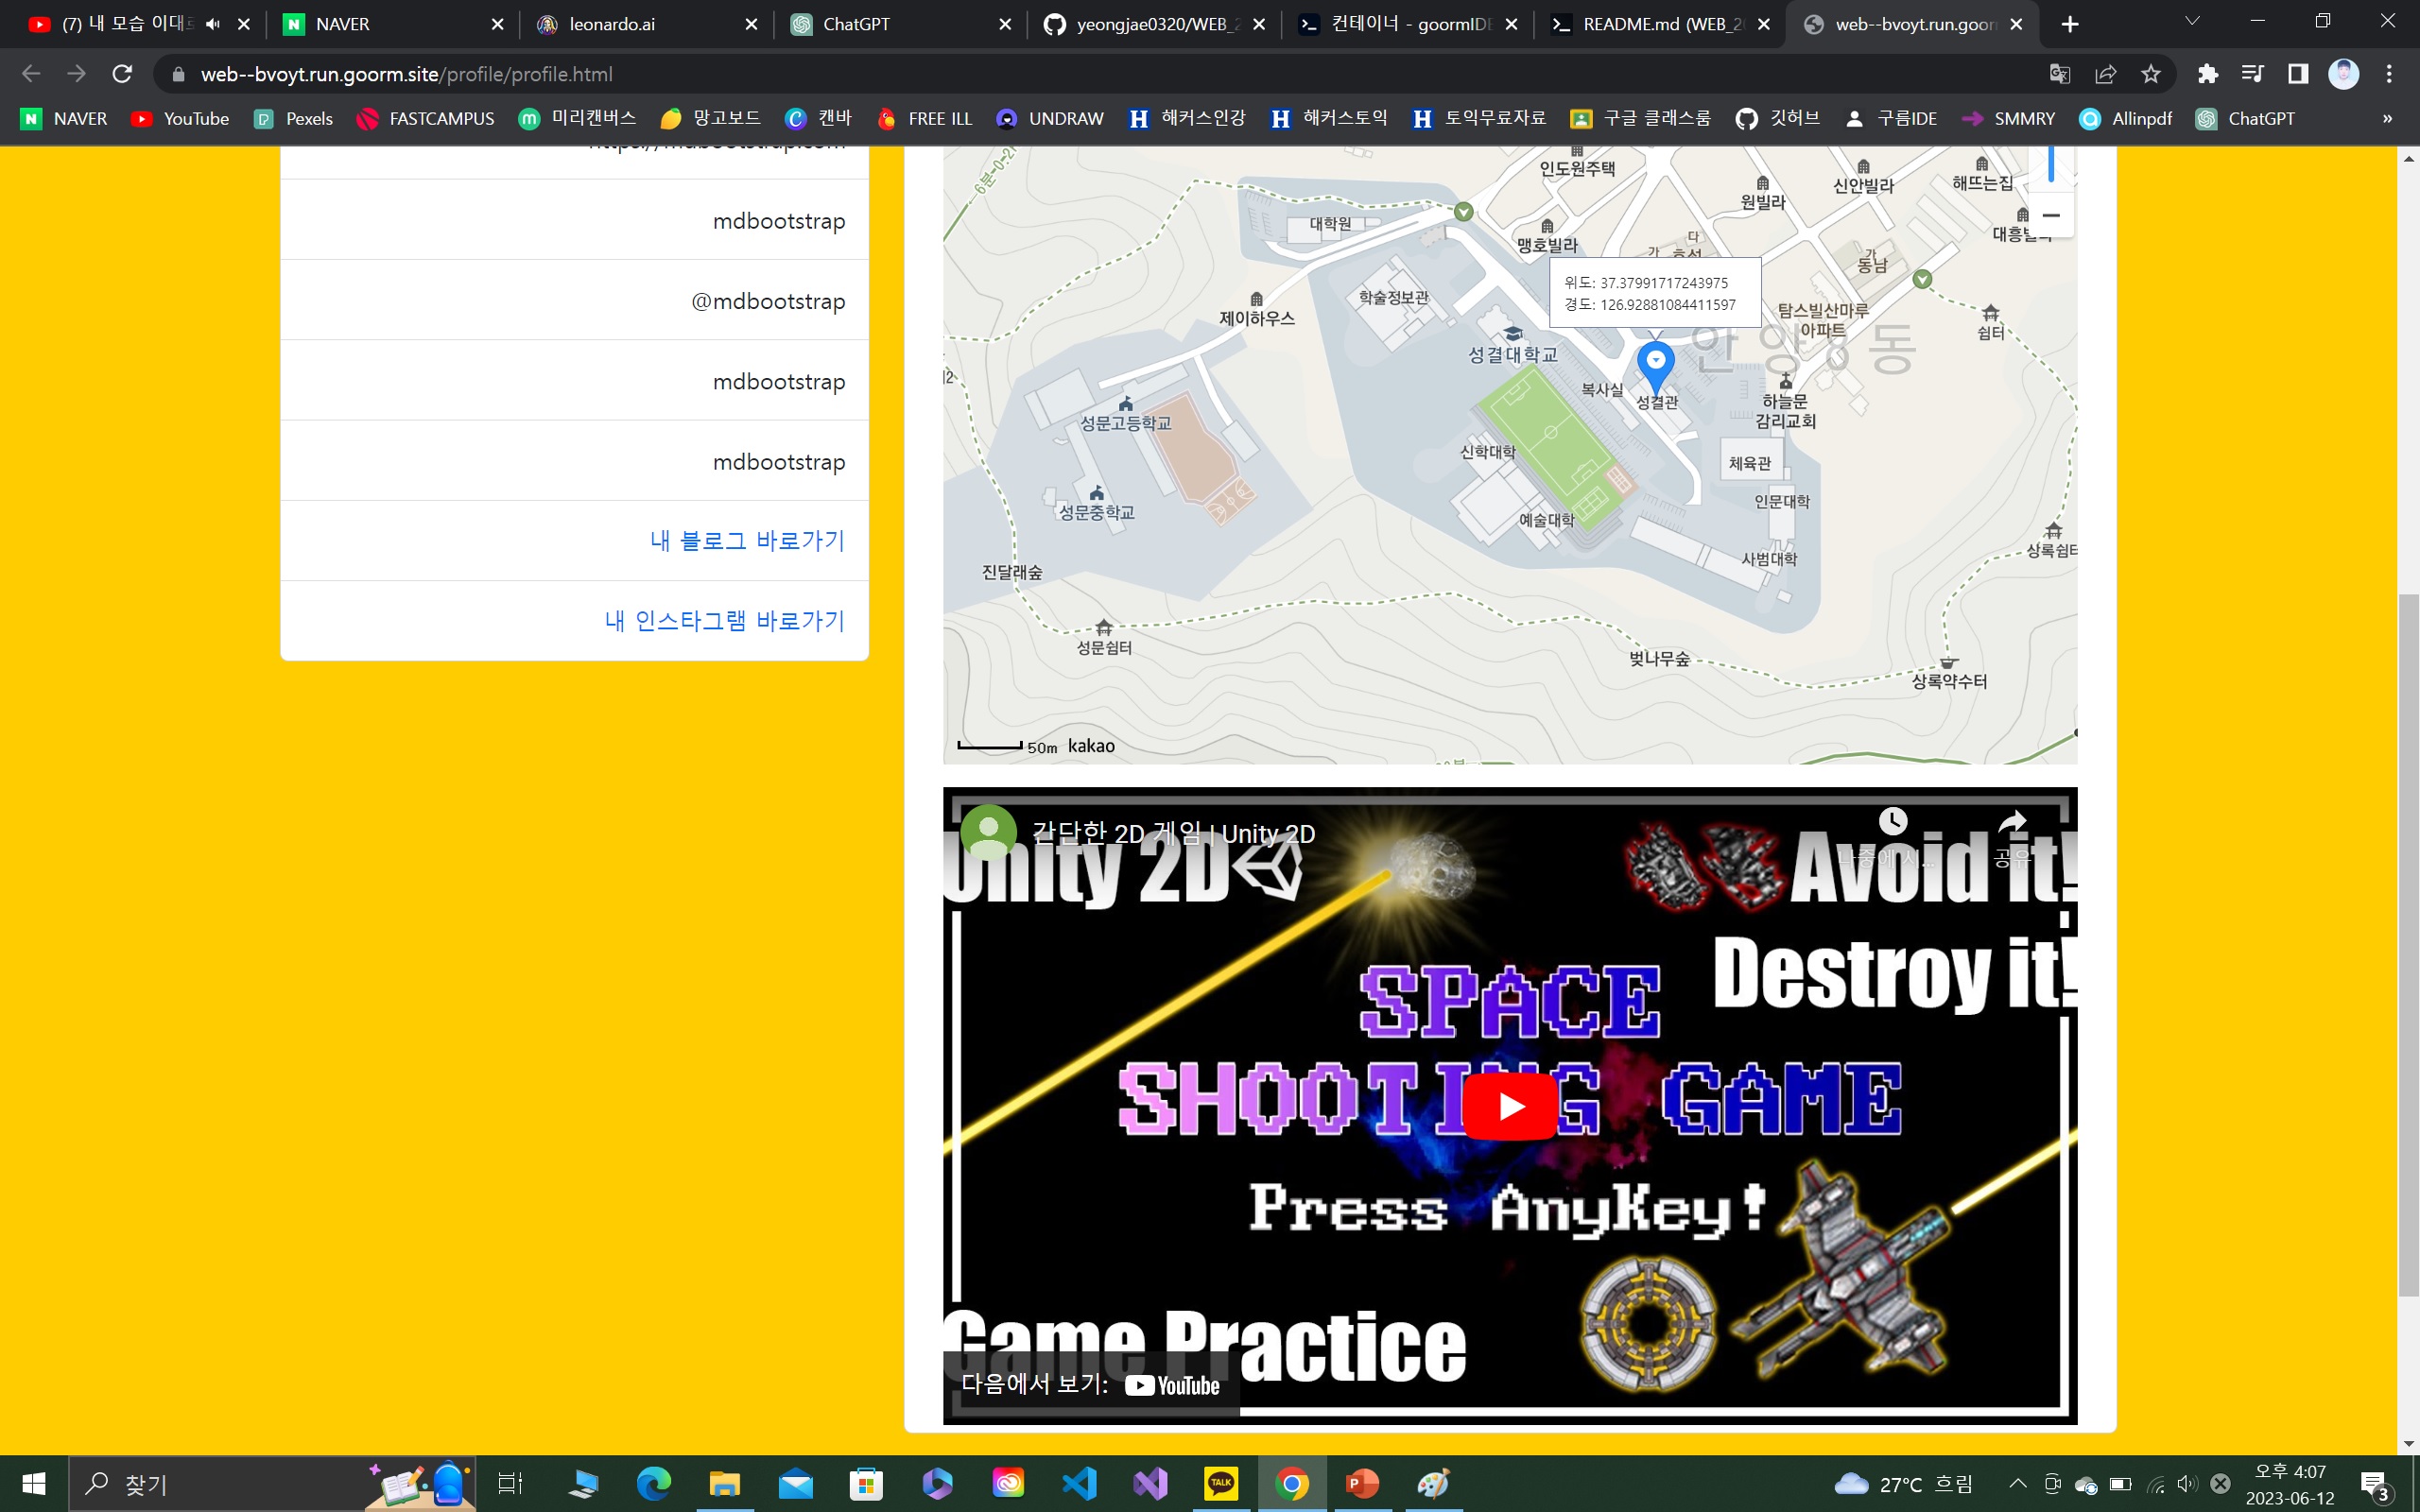 (7) 내 모습 이대로
NAVER
leonardo.ai
ChatGPT
yeongjae0320/WEB_2
컨테이너 - goormIDE
README.md (WEB_20
web--bvoyt.run.goorm
web--bvoyt.run.goorm.site/profile/profile.html
NAVER
YouTube
Pexels
FASTCAMPUS
미리캔버스
망고보드
캔바
FREE ILL
UNDRAW
해커스인강
해커스토익
토익무료자료
구글 클래스룸
깃허브
구름IDE
SMMRY
Allinpdf
ChatGPT
»
https://mdbootstrap.com
mdbootstrap
@mdbootstrap
mdbootstrap
mdbootstrap
내 블로그 바로가기
내 인스타그램 바로가기
인도원주택
원빌라
신안빌라
해뜨는집
대학원
맹호빌라
가
다
효성
가
동남
위도: 37.37991717243975
경도: 126.92881084411597
학술정보관
제이하우스
탐스빌산마루
아파트
쉼터
성결대학교
안양8동
복사실
성결관
하늘문
감리교회
성문고등학교
신학대학
체육관
인문대학
성문중학교
예술대학
사범대학
진달래숲
성문쉼터
벚나무숲
상록약수터
50m
kakao
간단한 2D 게임 | Unity 2D
Unity 2D
나중에 시...
공유
Avoid it!
Destroy it!
SPACE
SHOOTING GAME
Press AnyKey!
Game Practice
다음에서 보기: YouTube
찾기
TALK
27°C 흐림
오후 4:07
2023-06-12
3